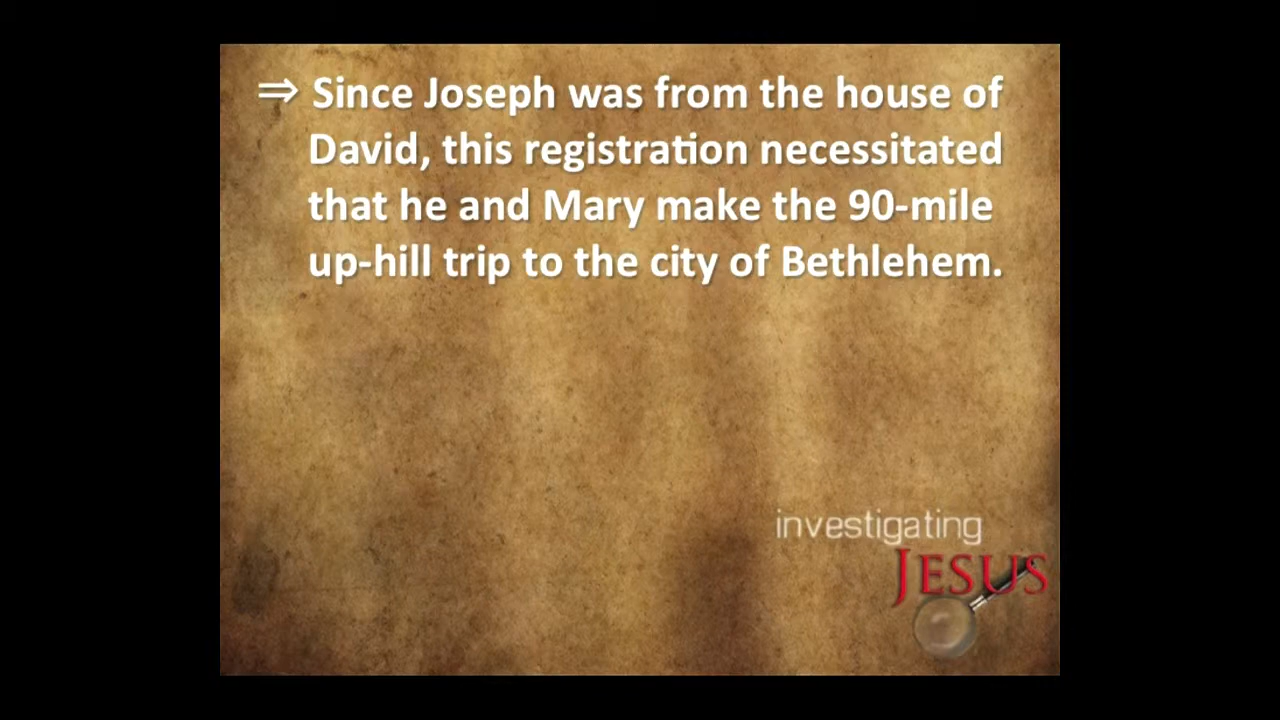 ⇒ Since Joseph was from the house of
David, this registration necessitated
that he and Mary make the 90-mile
up-hill trip to the city of Bethlehem.
investigating
JESUS